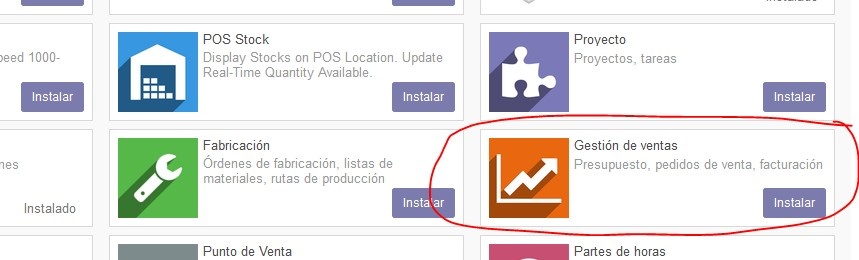 Instalar
Instalado
peed 1000-
Instalar
POS Stock
Display Stocks on POS Location. Update
Real-Time Quantity Available.
Instalar
Proyecto
Proyectos, tareas
Instalar
nes
Instalado
Fabricación
Órdenes de fabricación, listas de
materiales, rutas de producción
Instalar
Gestión de ventas
Presupuesto, pedidos de venta, facturación
Instalar
Punto de Venta
Partes de horas